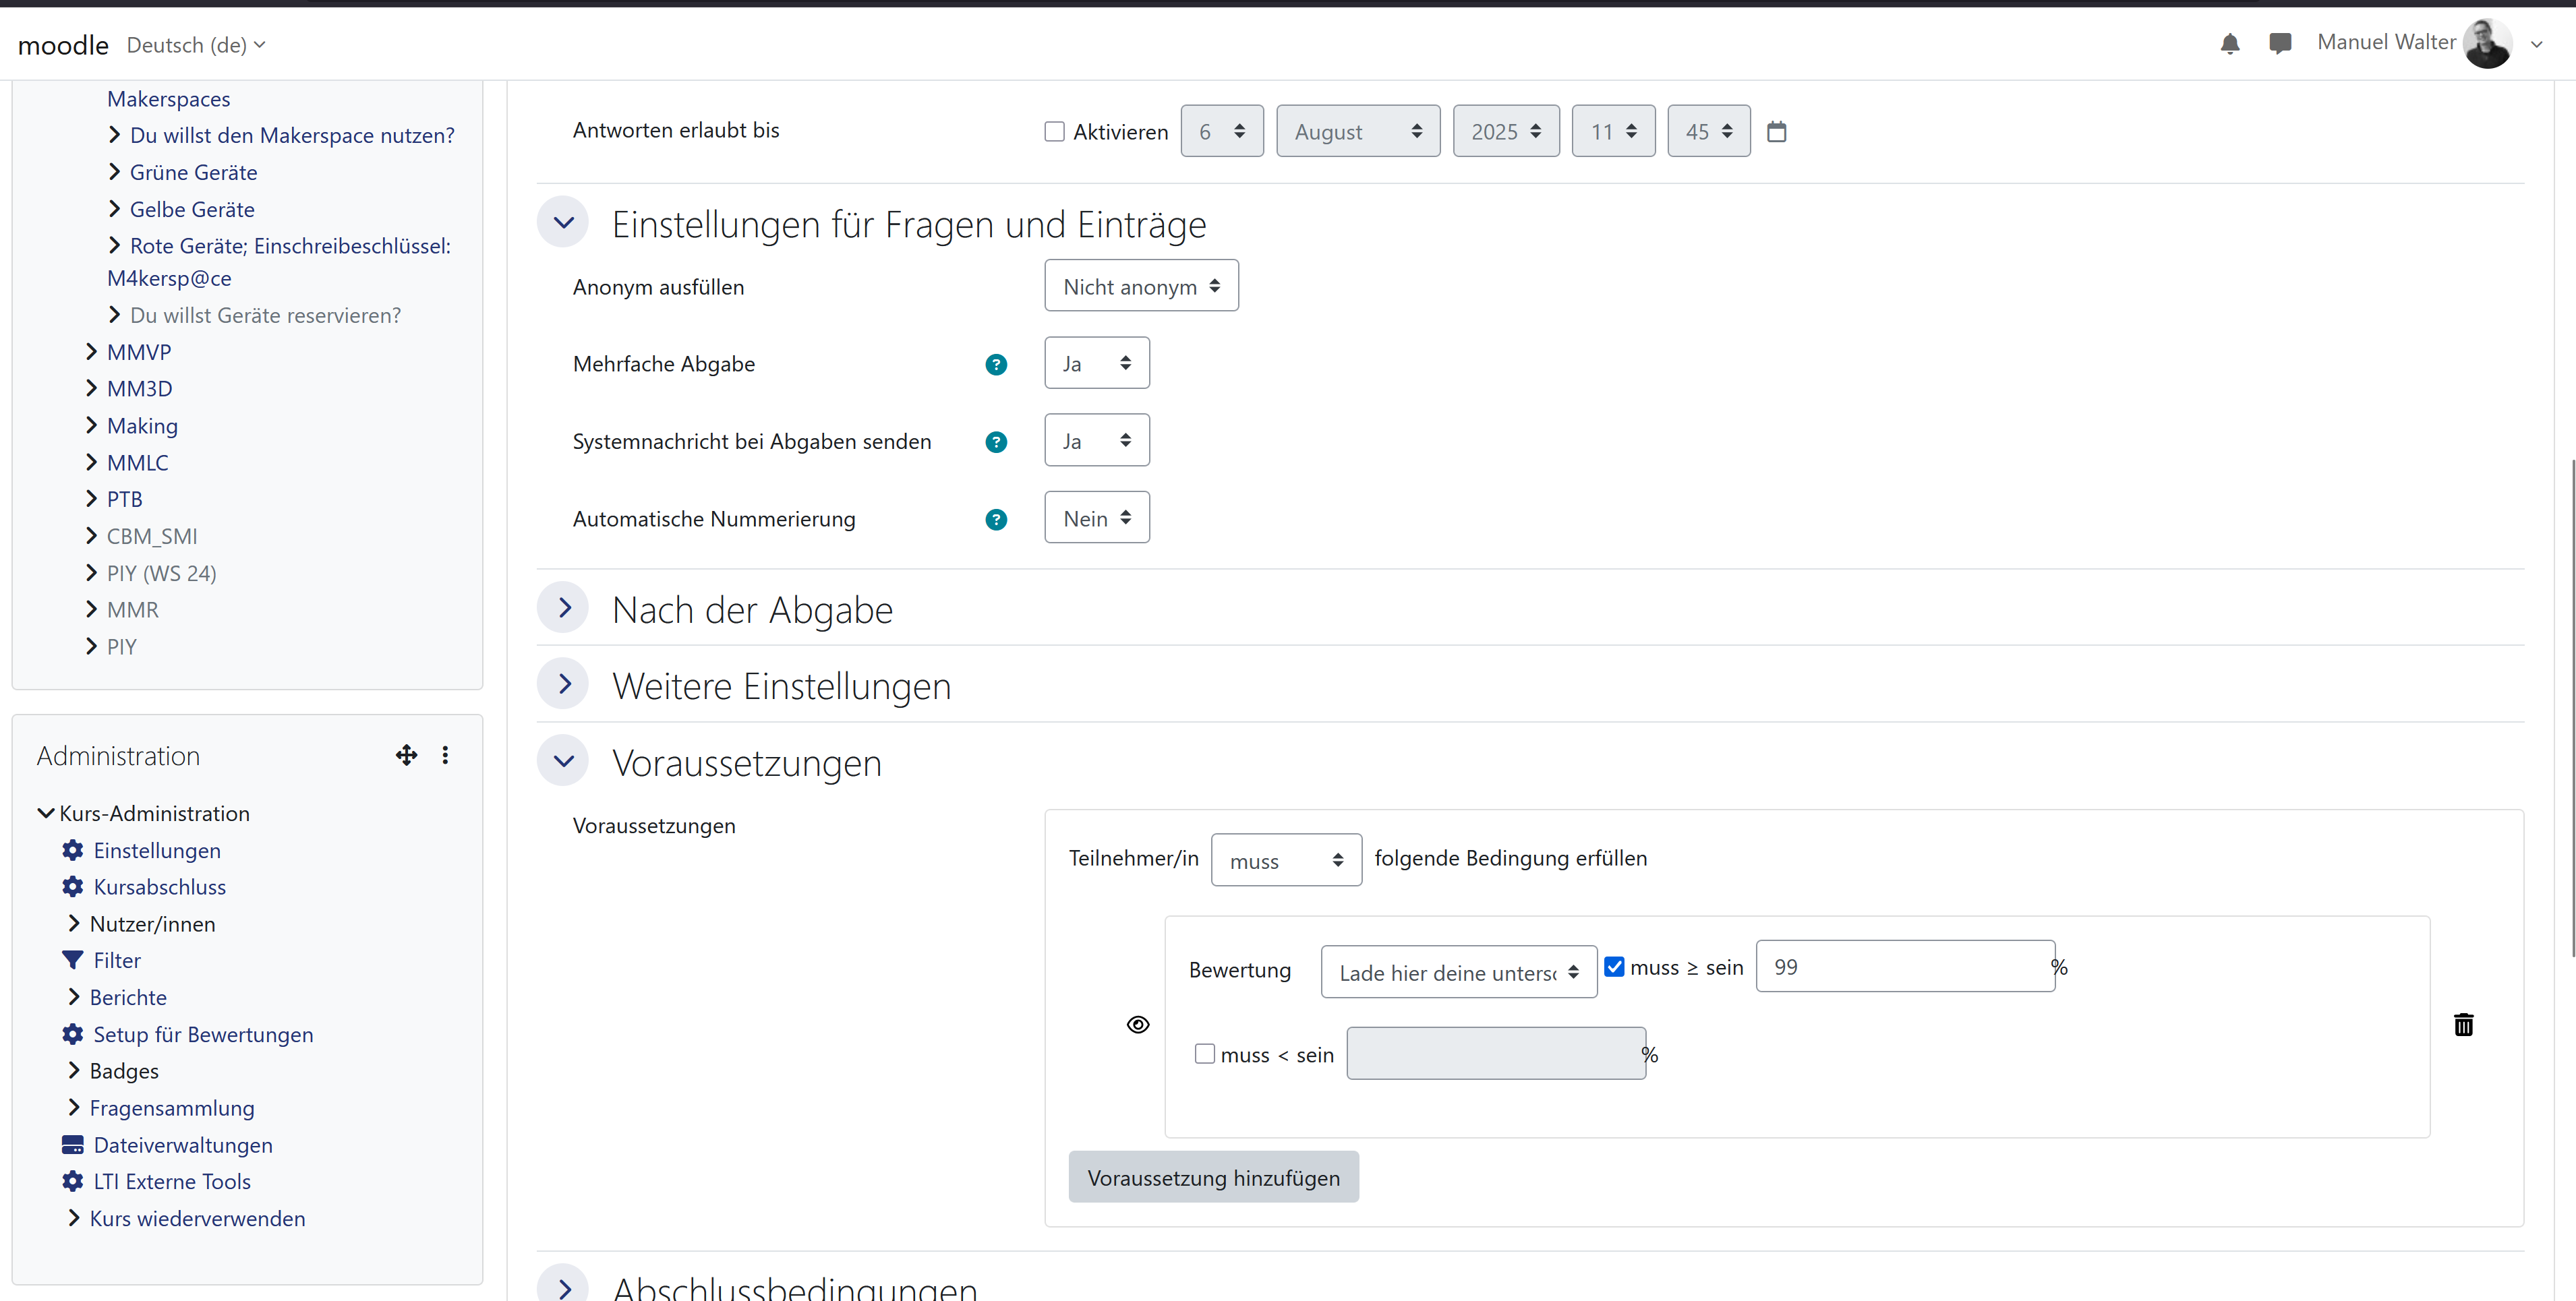 moodle Deutsch (de)
Manuel Walter
Makerspaces
Du willst den Makerspace nutzen?
Grüne Geräte
Gelbe Geräte
Rote Geräte; Einschreibeschlüssel:
M4kersp@ce
Du willst Geräte reservieren?
MMVP
MM3D
Making
MMLC
PTB
CBM_SMI
PIY (WS 24)
MMR
PIY
Administration
Kurs-Administration
Einstellungen
Kursabschluss
Nutzer/innen
Filter
Berichte
Setup für Bewertungen
Badges
Fragensammlung
Dateiverwaltungen
LTI Externe Tools
Kurs wiederverwenden
Antworten erlaubt bis Aktivieren 6 August 2025 11 45
Einstellungen für Fragen und Einträge
Anonym ausfüllen Nicht anonym
Mehrfache Abgabe ? Ja
Systemnachricht bei Abgaben senden ? Ja
Automatische Nummerierung ? Nein
Nach der Abgabe
Weitere Einstellungen
Voraussetzungen
Voraussetzungen
Teilnehmer/in muss folgende Bedingung erfüllen
Bewertung Lade hier deine untersc muss ≥ sein 99 %
muss < sein %
Voraussetzung hinzufügen
Abschlussbedingungen